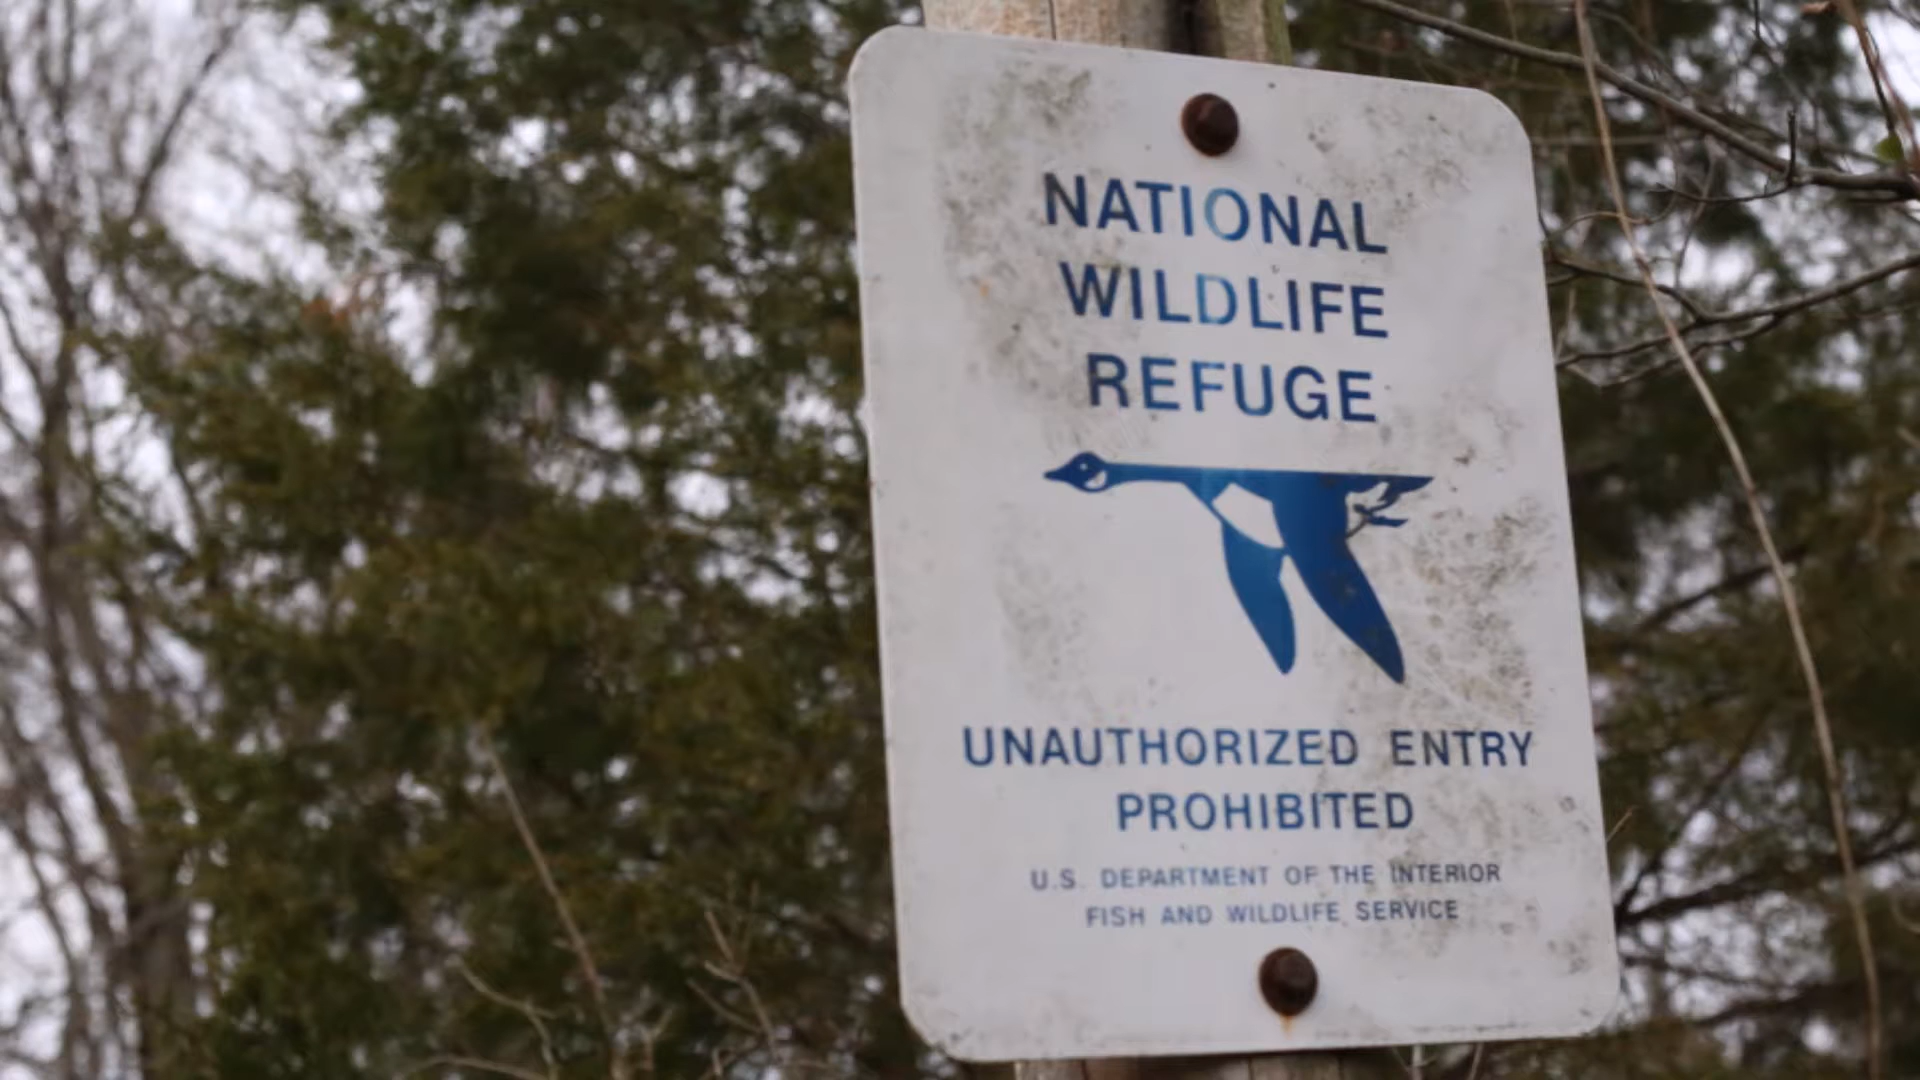 NATIONAL
WILDLIFE
REFUGE
UNAUTHORIZED ENTRY
PROHIBITED
U.S. DEPARTMENT OF THE INTERIOR
FISH AND WILDLIFE SERVICE